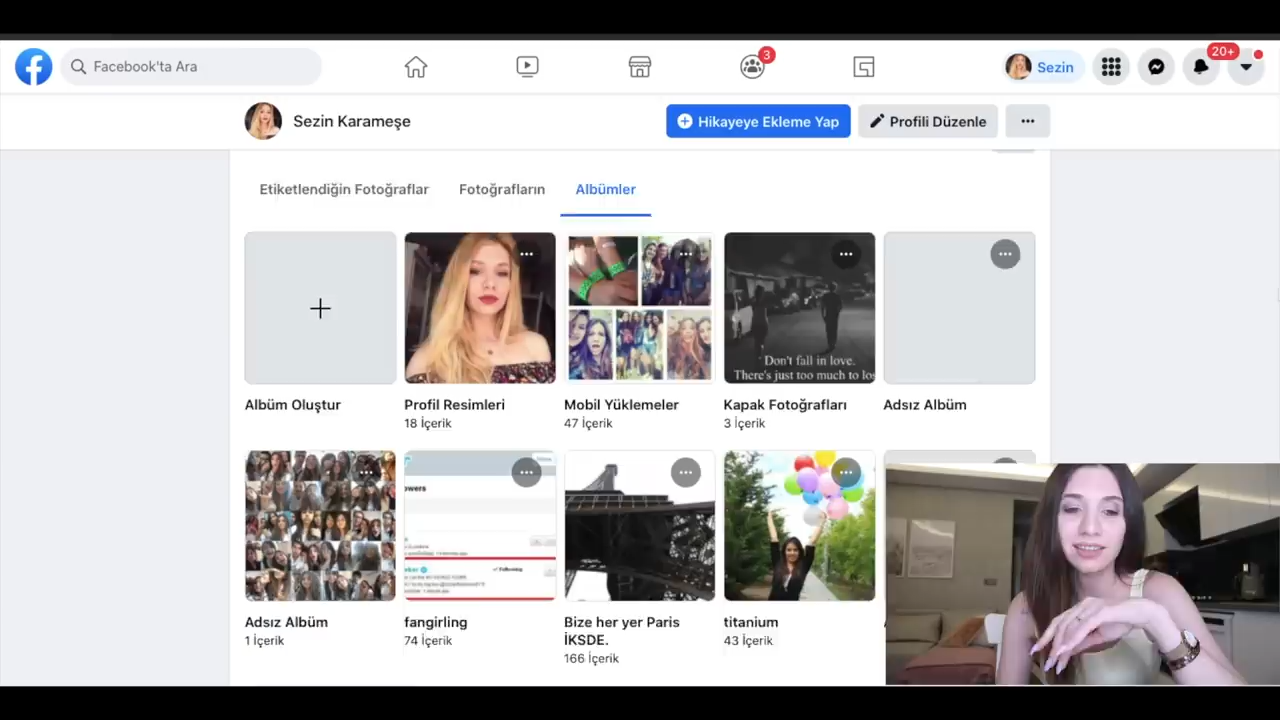 Facebook'ta Ara
3
Sezin
20+
Sezin Karameşe
Hikayeye Ekleme Yap
Profili Düzenle
Etiketlendiğin Fotoğraflar
Fotoğrafların
Albümler
Don't fall in love.
There's just too much to los
Albüm Oluştur
Profil Resimleri
18 İçerik
Mobil Yüklemeler
47 İçerik
Kapak Fotoğrafları
3 İçerik
Adsız Albüm
owers
Following
Adsız Albüm
1 İçerik
fangirling
74 İçerik
Bize her yer Paris
İKSDE.
166 İçerik
titanium
43 İçerik